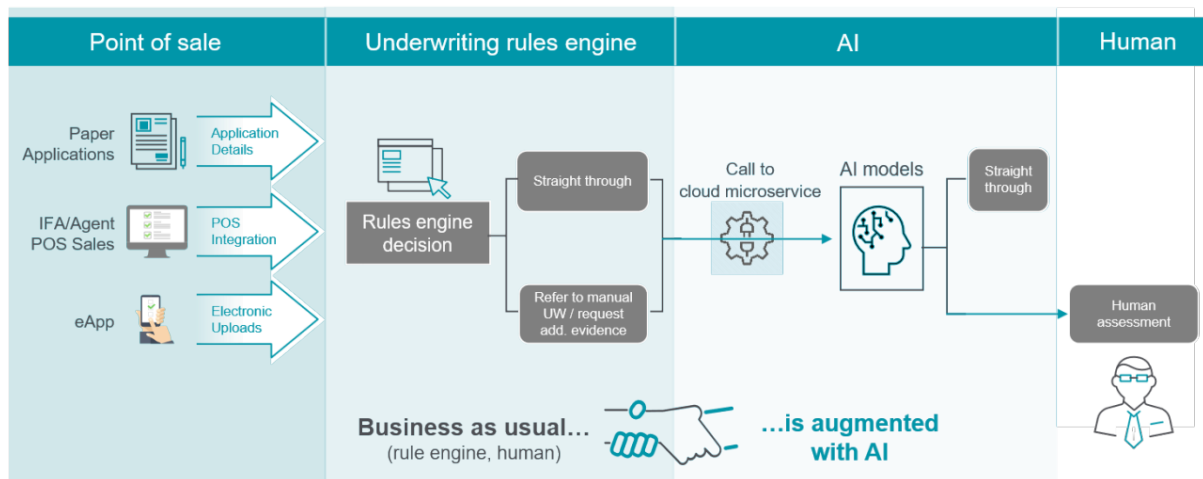 Point of sale
Underwriting rules engine
AI
Human
Paper
Applications
Application
Details
IFA/Agent
POS Sales
POS
Integration
eApp
Electronic
Uploads
Rules engine
decision
Straight through
Refer to manual
UW / request
add. evidence
Call to
cloud microservice
AI models
Straight
through
Human
assessment
Business as usual…
(rule engine, human)
…is augmented
with AI